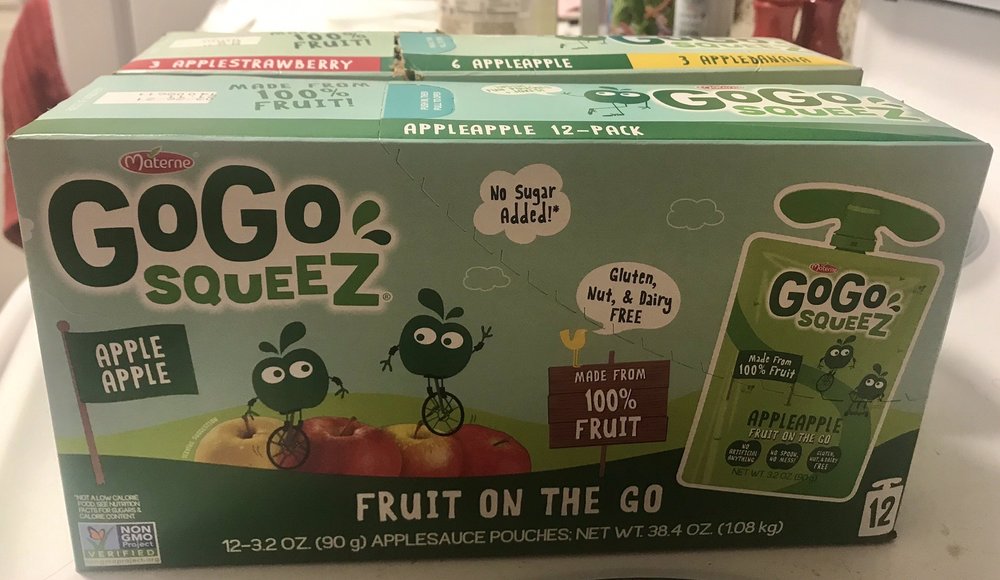 100%
FRUIT!
3 APPLESTRAWBERRY
6 APPLEAPPLE
3 APPLEBANANA
MADE FROM
100%
FRUIT!
GOGO
SQUEEZ
APPLEAPPLE 12-PACK
Materne
GOGO
SQUEEZ®
No Sugar
Added!*
Gluten,
Nut, & Dairy
FREE
APPLE
APPLE
MADE FROM
100%
FRUIT
Materne
GOGO
SQUEEZ
Made From
100% Fruit
APPLEAPPLE
FRUIT ON THE GO
NO
ARTIFICIAL
ANYTHING
NO SPOON,
NO MESS!
GLUTEN,
NUT, & DAIRY
FREE
NET WT 3.2 OZ (90g)
*NOT A LOW CALORIE
FOOD SEE NUTRITION
FACTS FOR SUGAR &
CALORIE CONTENT.
NON
GMO
Project
VERIFIED
nongmoproject.org
FRUIT ON THE GO
12-3.2 OZ. (90 g) APPLESAUCE POUCHES: NET WT. 38.4 OZ. (1.08 kg)
12